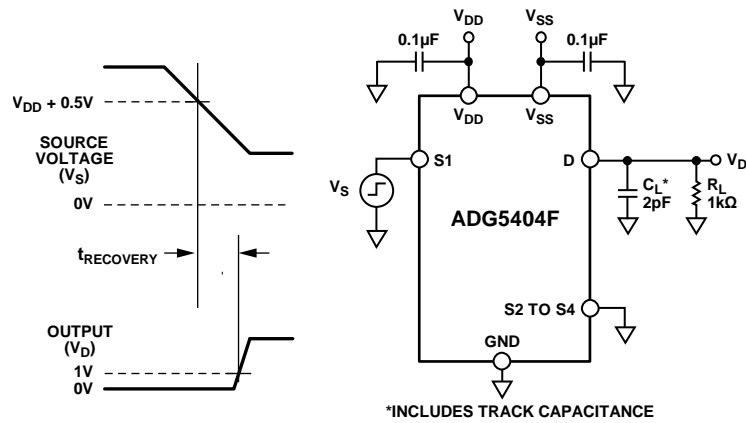 VDD + 0.5V
SOURCE
VOLTAGE
(VS)
0V
tRECOVERY
OUTPUT
(VD)
1V
0V
VDD
VSS
0.1µF
0.1µF
VDD
VSS
VS
S1
D
VD
CL*
2pF
RL
1kΩ
ADG5404F
S2 TO S4
GND
*INCLUDES TRACK CAPACITANCE